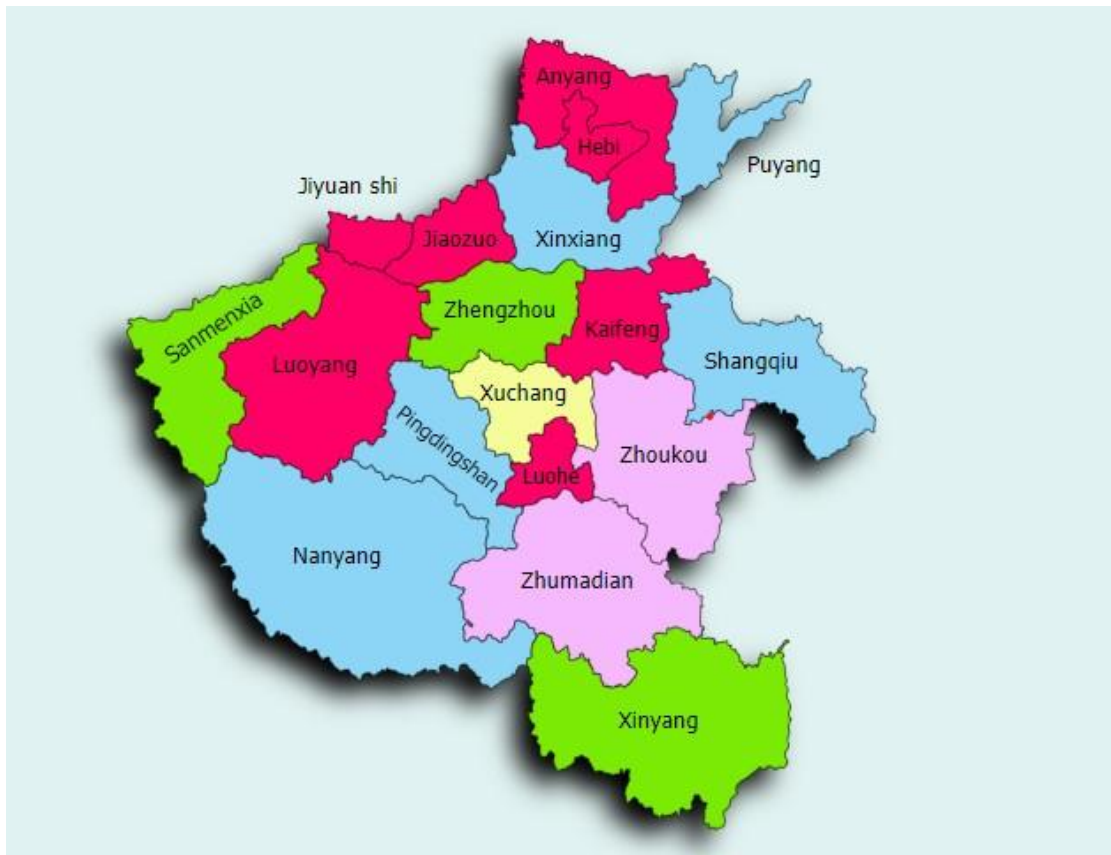 Anyang
Hebi
Puyang
Jiyuan shi
Jiaozuo
Xinxiang
Sanmenxia
Zhengzhou
Kaifeng
Luoyang
Shangqiu
Xuchang
Pingdingshan
Zhoukou
Luohe
Nanyang
Zhumadian
Xinyang